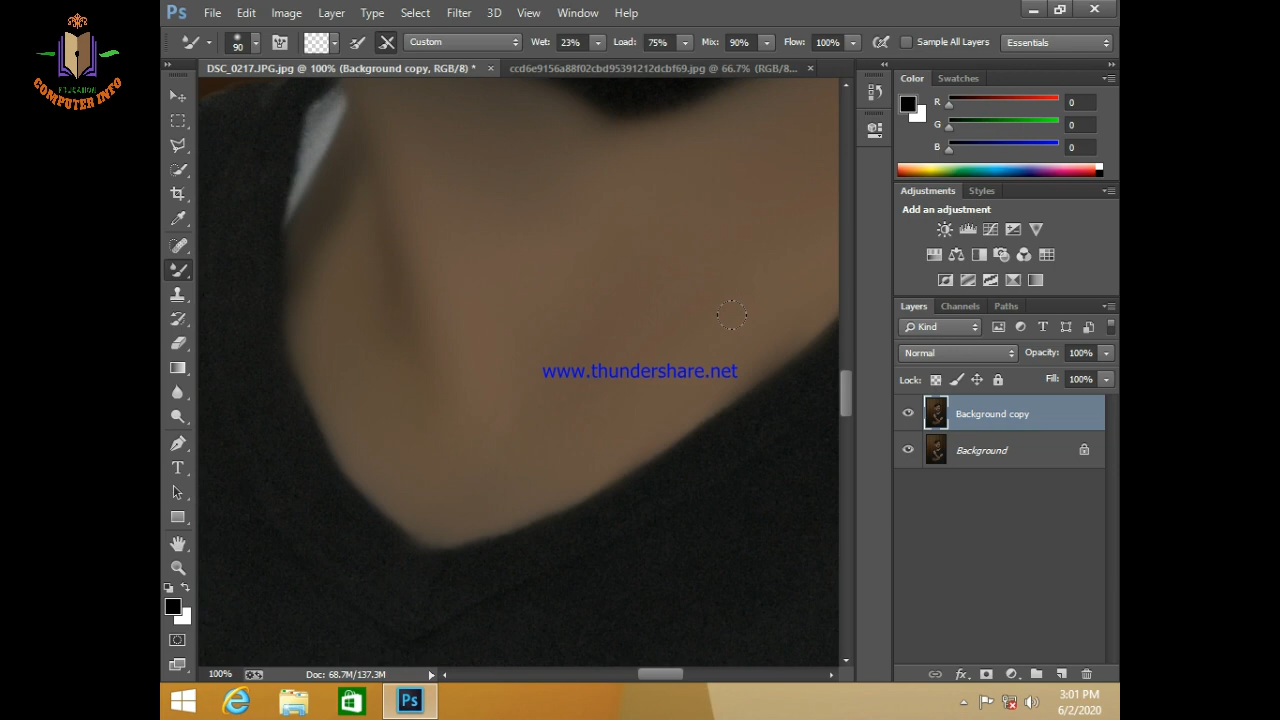 Ps File Edit Image Layer Type Select Filter 3D View Window Help
90 Custom Wet: 23% Load: 75% Mix: 90% Flow: 100% Sample All Layers Essentials
DSC_0217.JPG.jpg @ 100% (Background copy, RGB/8) * × ccd6e9156a88f02cbd95391212dcbf69.jpg @ 66.7% (RGB/8... ×
EDUCATION
COMPUTER INFO
Color Swatches
R 0
G 0
B 0
Adjustments Styles
Add an adjustment
Layers Channels Paths
Kind
Normal Opacity: 100%
Lock: Fill: 100%
Background copy
Background
www.thundershare.net
100% Doc: 68.7M/137.3M
Ps
3:01 PM
6/2/2020